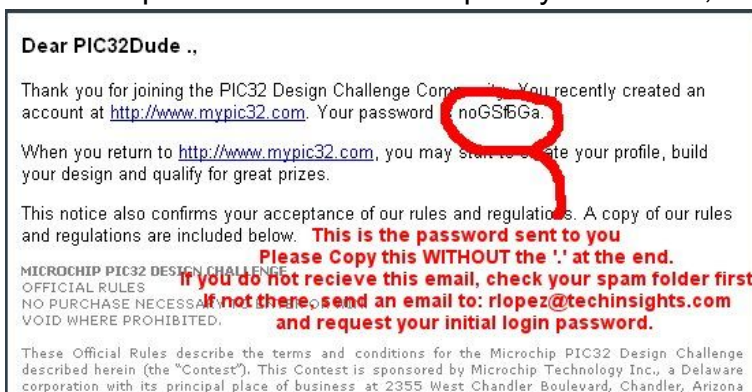 Dear PIC32Dude .,
Thank you for joining the PIC32 Design Challenge Community. You recently created an
account at http://www.mypic32.com. Your password noGSf6Ga.
When you return to http://www.mypic32.com, you may start to create your profile, build
your design and qualify for great prizes.
This notice also confirms your acceptance of our rules and regulations. A copy of our rules
and regulations are included below.
This is the password sent to you
Please Copy this WITHOUT the '.' at the end.
If you do not recieve this email, check your spam folder first
If not there, send an email to: rlopez@techinsights.com
and request your initial login password.
MICROCHIP PIC32 DESIGN CHALLENGE
OFFICIAL RULES
NO PURCHASE NECESSARY
VOID WHERE PROHIBITED.
These Official Rules describe the terms and conditions for the Microchip PIC32 Design Challenge
described herein (the "Contest"). This Contest is sponsored by Microchip Technology Inc., a Delaware
corporation with its principal place of business at 2355 West Chandler Boulevard, Chandler, Arizona